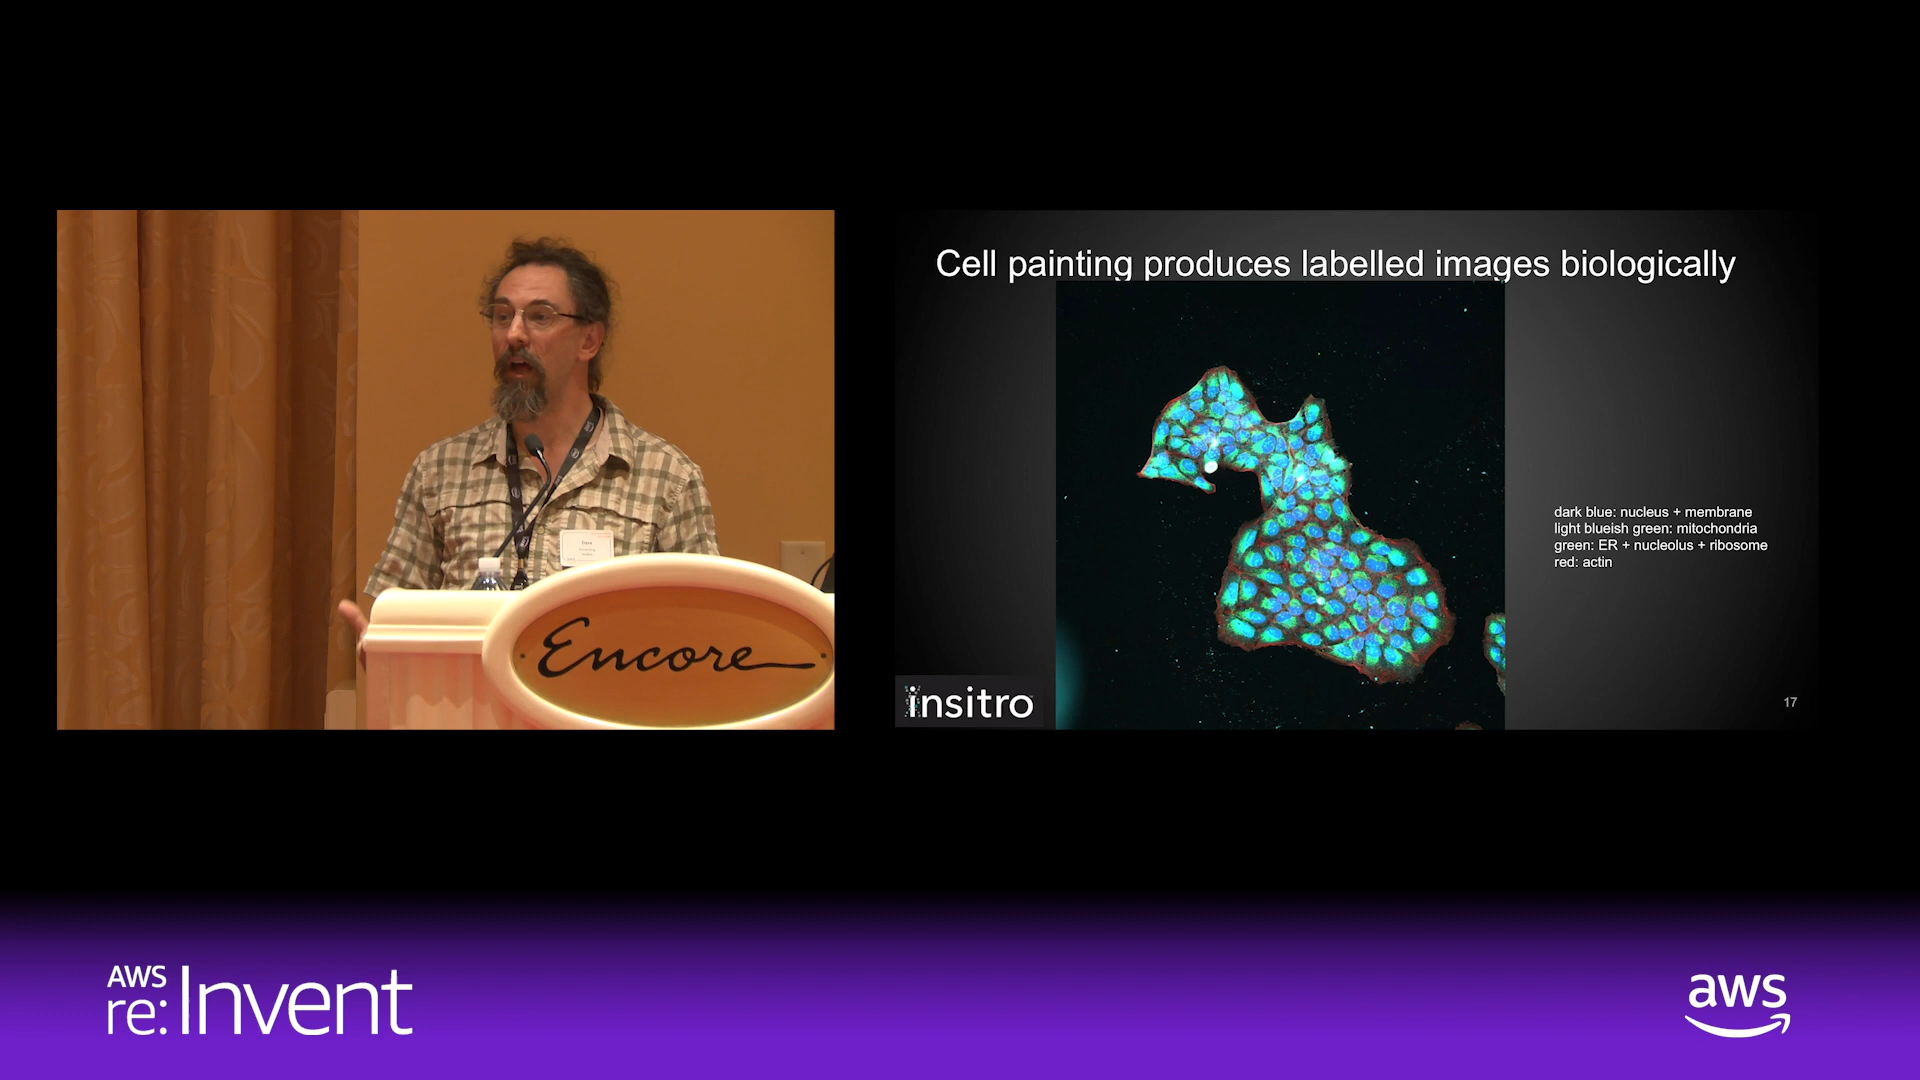 Cell painting produces labelled images biologically
dark blue: nucleus + membrane
light blueish green: mitochondria
green: ER + nucleolus + ribosome
red: actin
insitro
17
Dave
Encore
AWS
re:Invent
aws